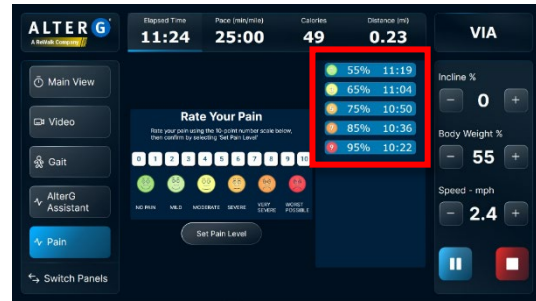 ALTER G
A ReWalk Company
Elapsed Time
11:24
Pace (min/mile)
25:00
Calories
49
Distance (mi)
0.23
VIA
Main View
Video
Gait
AlterG Assistant
Pain
Switch Panels
Rate Your Pain
Rate your pain using the 10-point number scale below,
then confirm by selecting 'Set Pain Level'
0 1 2 3 4 5 6 7 8 9 10
NO PAIN MILD MODERATE SEVERE VERY SEVERE WORST POSSIBLE
Set Pain Level
55% 11:19
65% 11:04
75% 10:50
85% 10:36
95% 10:22
Incline %
- 0 +
Body Weight %
- 55 +
Speed - mph
- 2.4 +